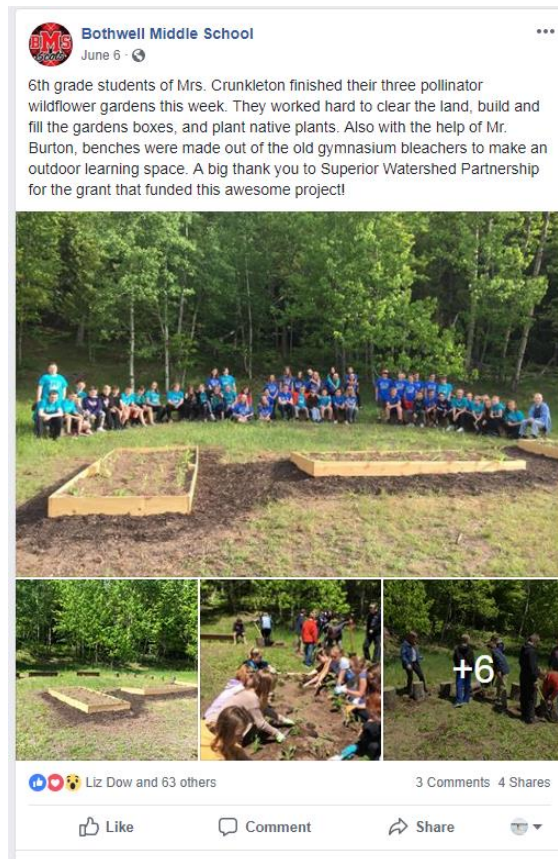 BMS
Bothwell Middle School
June 6 ·
6th grade students of Mrs. Crunkleton finished their three pollinator
wildflower gardens this week. They worked hard to clear the land, build and
fill the gardens boxes, and plant native plants. Also with the help of Mr.
Burton, benches were made out of the old gymnasium bleachers to make an
outdoor learning space. A big thank you to Superior Watershed Partnership
for the grant that funded this awesome project!
+6
Liz Dow and 63 others 3 Comments 4 Shares
Like Comment Share